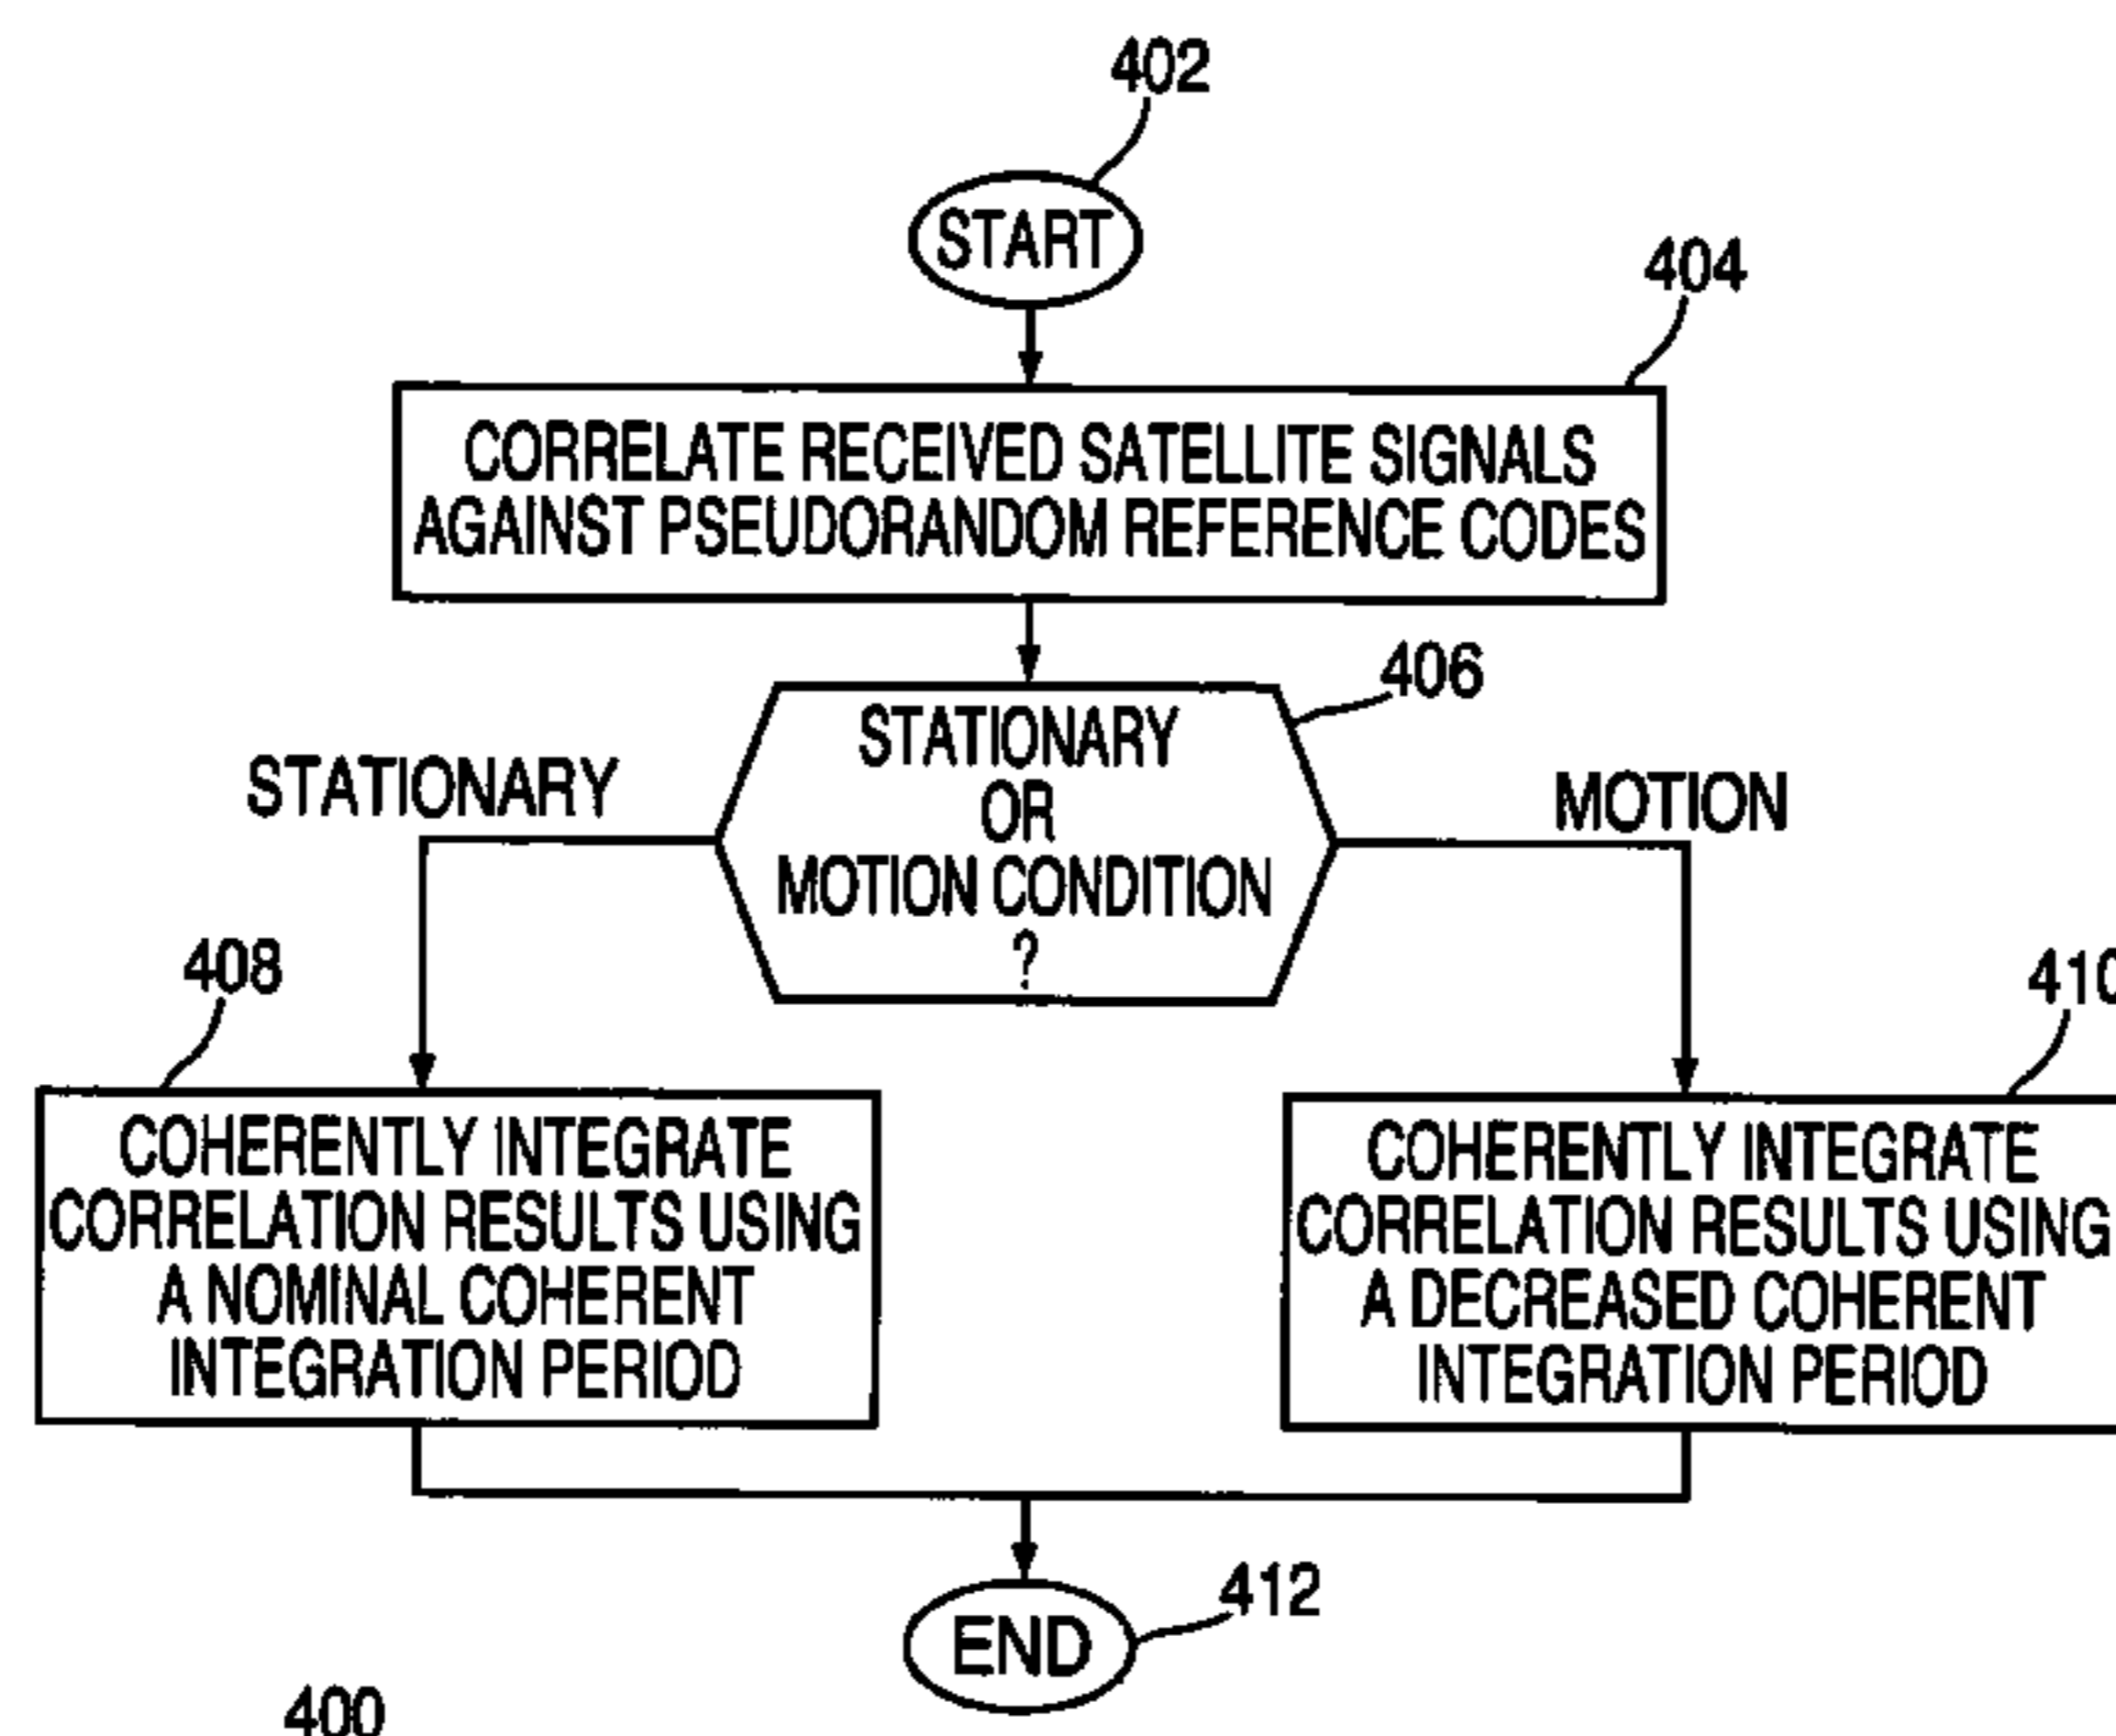 402
START
404
CORRELATE RECEIVED SATELLITE SIGNALS
AGAINST PSEUDORANDOM REFERENCE CODES
406
STATIONARY
OR
MOTION CONDITION
?
STATIONARY
MOTION
408
410
COHERENTLY INTEGRATE
CORRELATION RESULTS USING
A NOMINAL COHERENT
INTEGRATION PERIOD
COHERENTLY INTEGRATE
CORRELATION RESULTS USING
A DECREASED COHERENT
INTEGRATION PERIOD
412
END
400